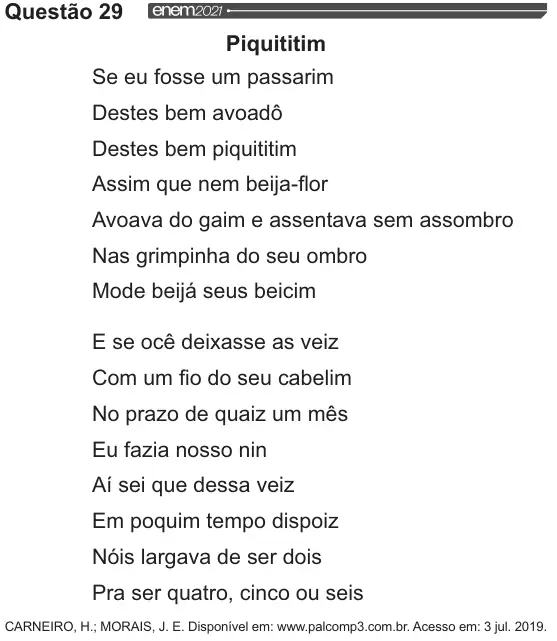 Questão 29 enem2021
Piquititim
Se eu fosse um passarim
Destes bem avoadô
Destes bem piquititim
Assim que nem beija-flor
Avoava do gaim e assentava sem assombro
Nas grimpinha do seu ombro
Mode beijá seus beicim
E se ocê deixasse as veiz
Com um fio do seu cabelim
No prazo de quaiz um mês
Eu fazia nosso nin
Aí sei que dessa veiz
Em poquim tempo dispoiz
Nóis largava de ser dois
Pra ser quatro, cinco ou seis
CARNEIRO, H.; MORAIS, J. E. Disponível em: www.palcomp3.com.br. Acesso em: 3 jul. 2019.